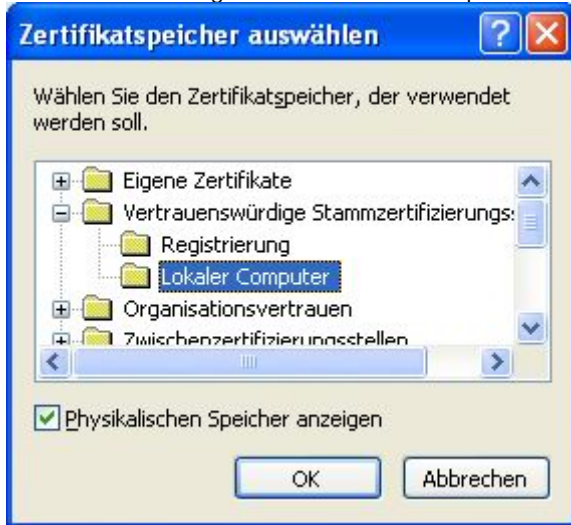 Zertifikatspeicher auswählen
Wählen Sie den Zertifikatspeicher, der verwendet
werden soll.
Eigene Zertifikate
Vertrauenswürdige Stammzertifizierungs
Registrierung
Lokaler Computer
Organisationsvertrauen
Zwischenzertifizierungsstellen
Physikalischen Speicher anzeigen
OK Abbrechen